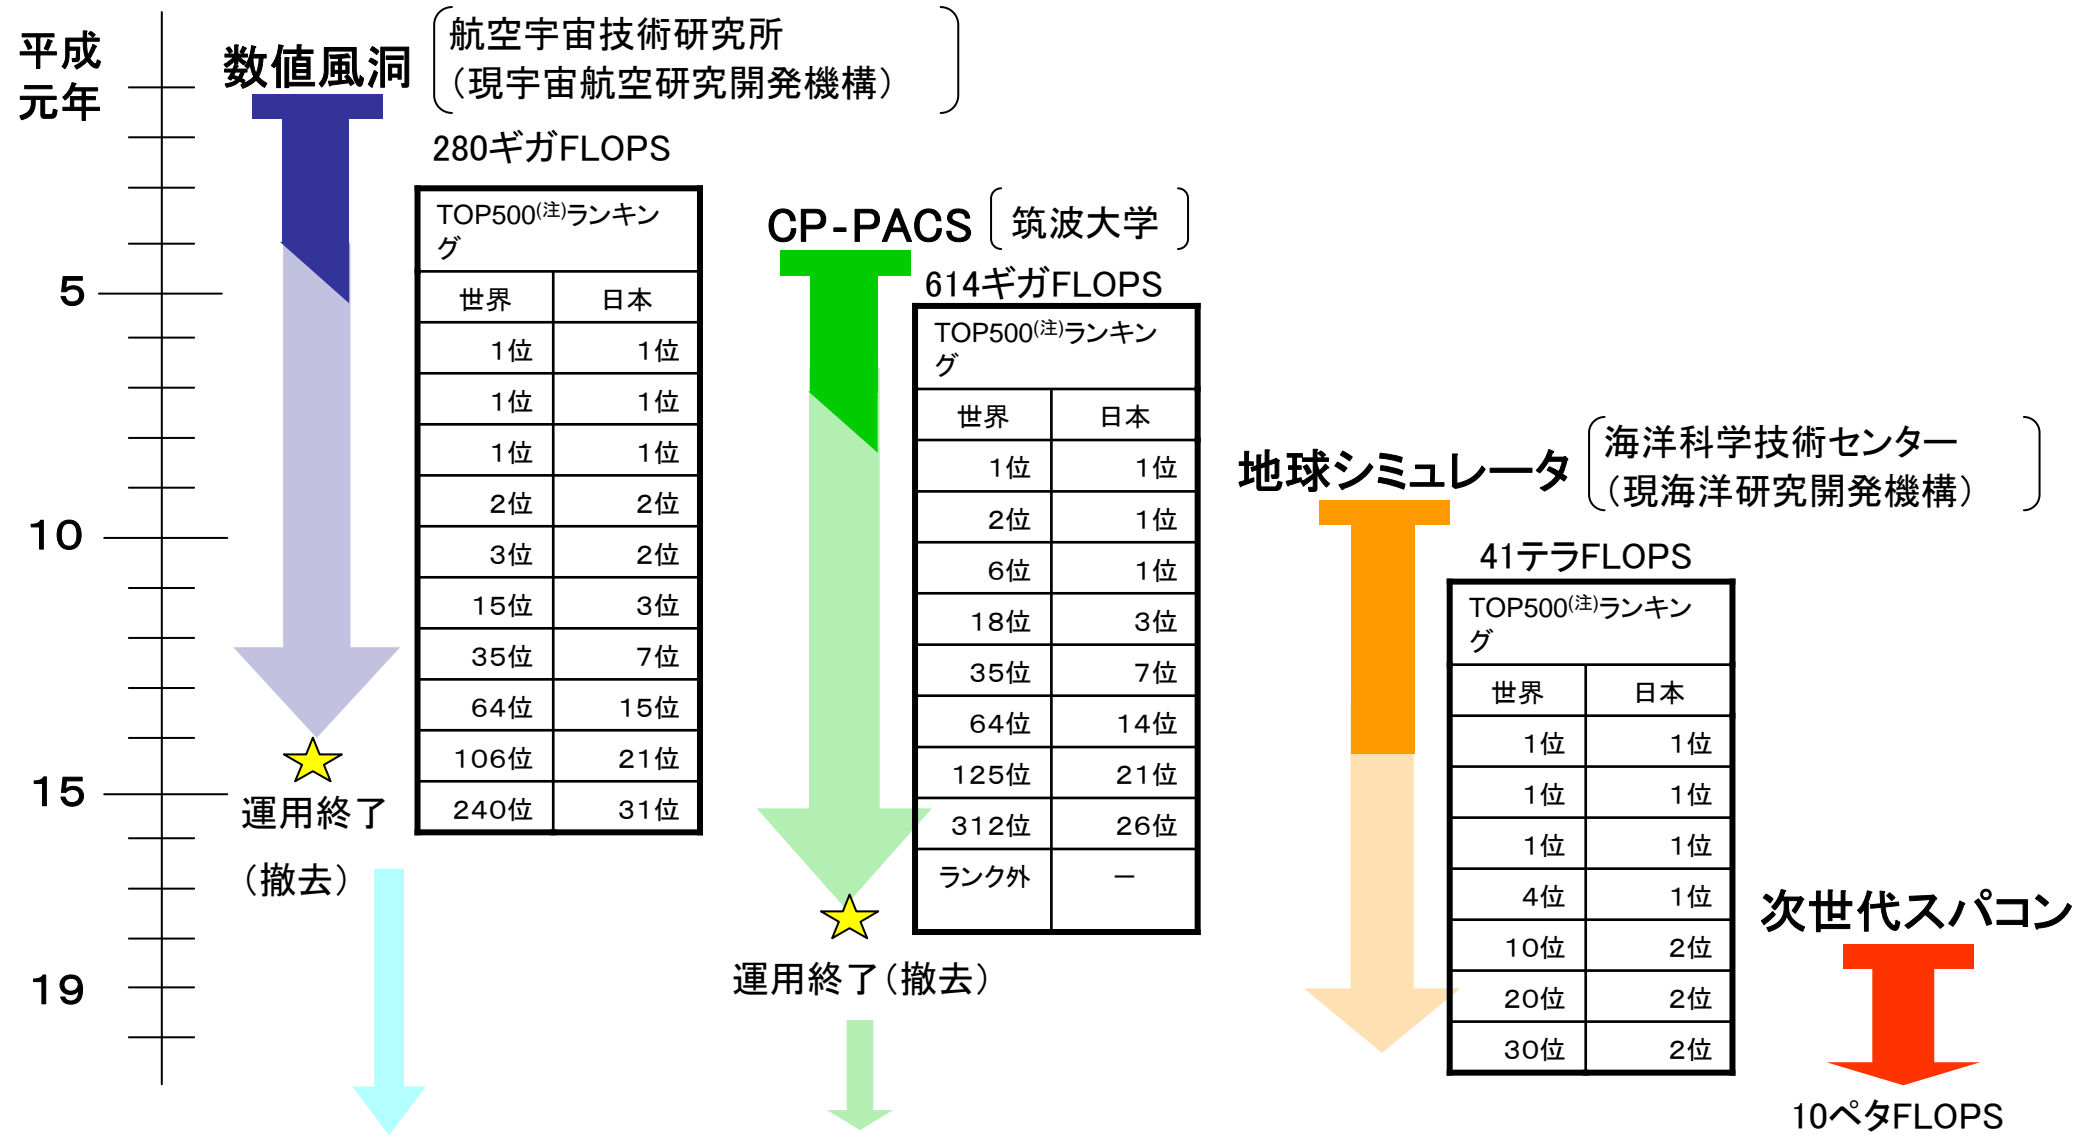 平成
元年
5
10
15
19
数値風洞
航空宇宙技術研究所
（現宇宙航空研究開発機構）
280ギガFLOPS
TOP500(注)ランキン
グ
世界 日本
1位 1位
1位 1位
1位 1位
2位 2位
3位 2位
15位 3位
35位 7位
64位 15位
106位 21位
240位 31位
運用終了
（撤去）
CP-PACS
筑波大学
614ギガFLOPS
TOP500(注)ランキン
グ
世界 日本
1位 1位
2位 1位
6位 1位
18位 3位
35位 7位
64位 14位
125位 21位
312位 26位
ランク外 －
運用終了（撤去）
地球シミュレータ
海洋科学技術センター
（現海洋研究開発機構）
41テラFLOPS
TOP500(注)ランキン
グ
世界 日本
1位 1位
1位 1位
1位 1位
4位 1位
10位 2位
20位 2位
30位 2位
次世代スパコン
10ペタFLOPS